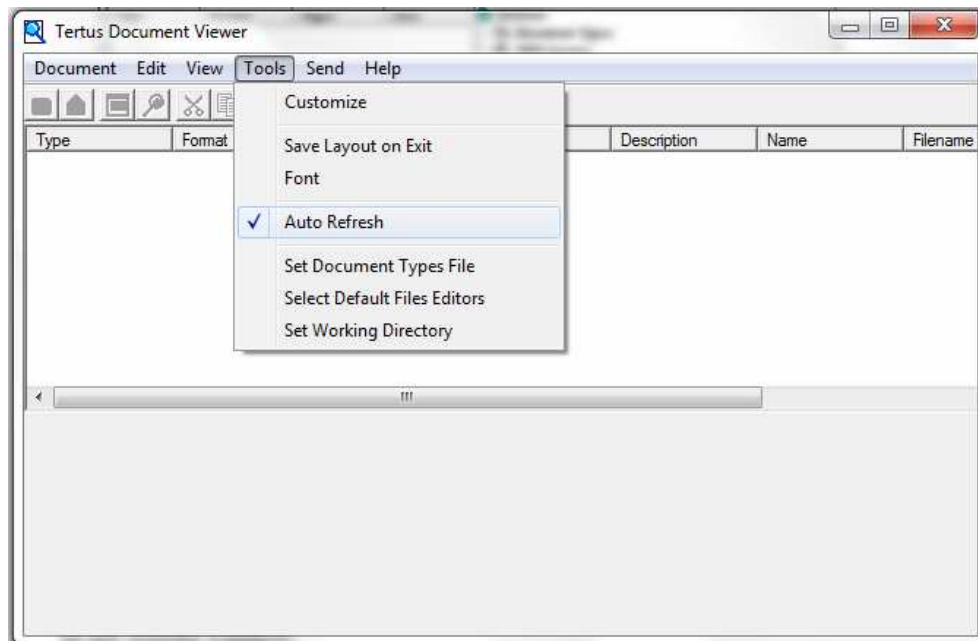 Tertus Document Viewer
Document Edit View Tools Send Help
Type Format Description Name Filename
Customize
Save Layout on Exit
Font
Auto Refresh
Set Document Types File
Select Default Files Editors
Set Working Directory